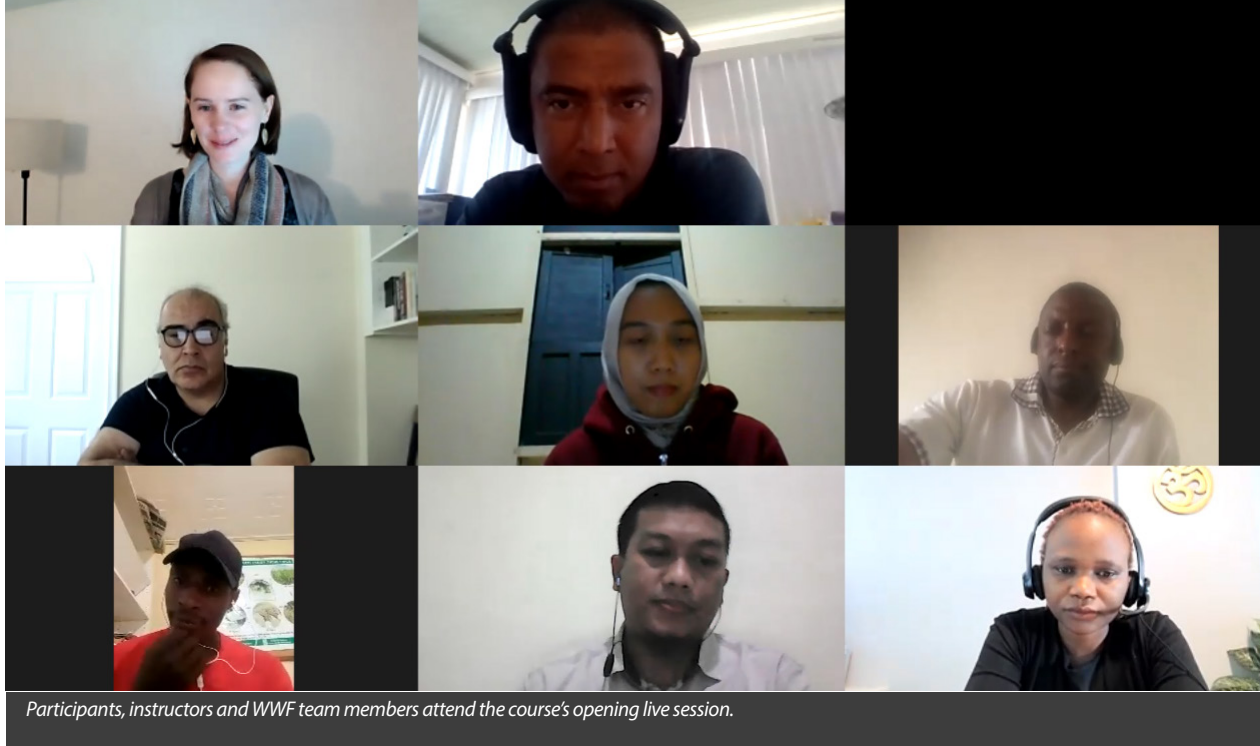 Participants, instructors and WWF team members attend the course’s opening live session.